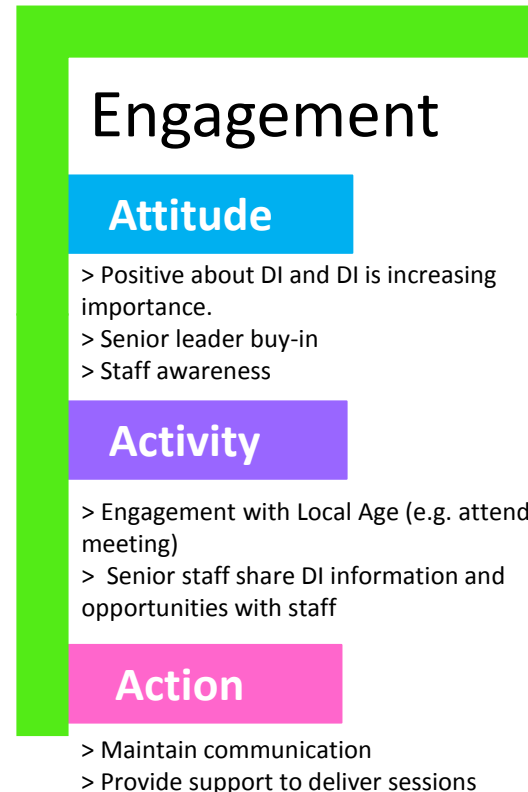 Engagement
Attitude
> Positive about DI and DI is increasing
importance.
> Senior leader buy-in
> Staff awareness
Activity
> Engagement with Local Age (e.g. attend
meeting)
> Senior staff share DI information and
opportunities with staff
Action
> Maintain communication
> Provide support to deliver sessions